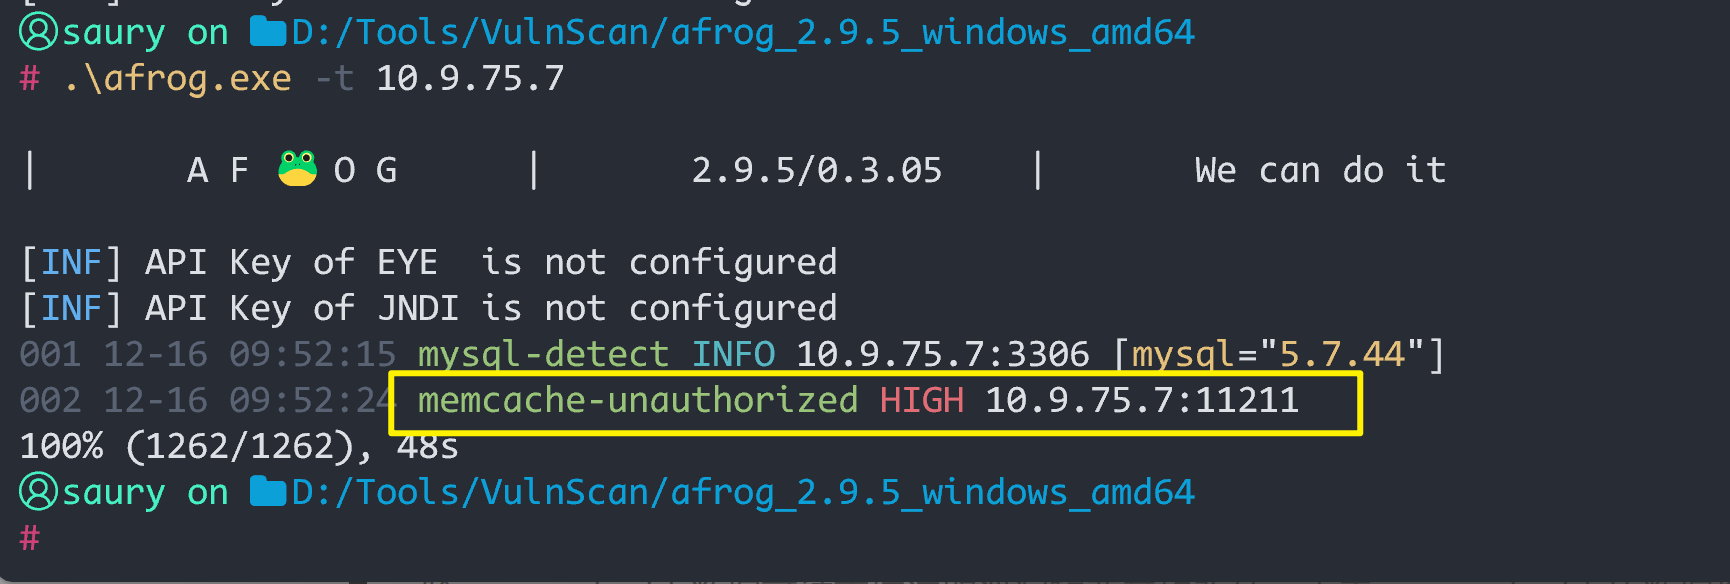 saury on D:/Tools/VulnScan/afrog_2.9.5_windows_amd64
# .\afrog.exe -t 10.9.75.7
| A F 🐸 O G | 2.9.5/0.3.05 | We can do it
[INF] API Key of EYE  is not configured
[INF] API Key of JNDI is not configured
001 12-16 09:52:15 mysql-detect INFO 10.9.75.7:3306 [mysql="5.7.44"]
002 12-16 09:52:24 memcache-unauthorized HIGH 10.9.75.7:11211
100% (1262/1262), 48s
saury on D:/Tools/VulnScan/afrog_2.9.5_windows_amd64
#